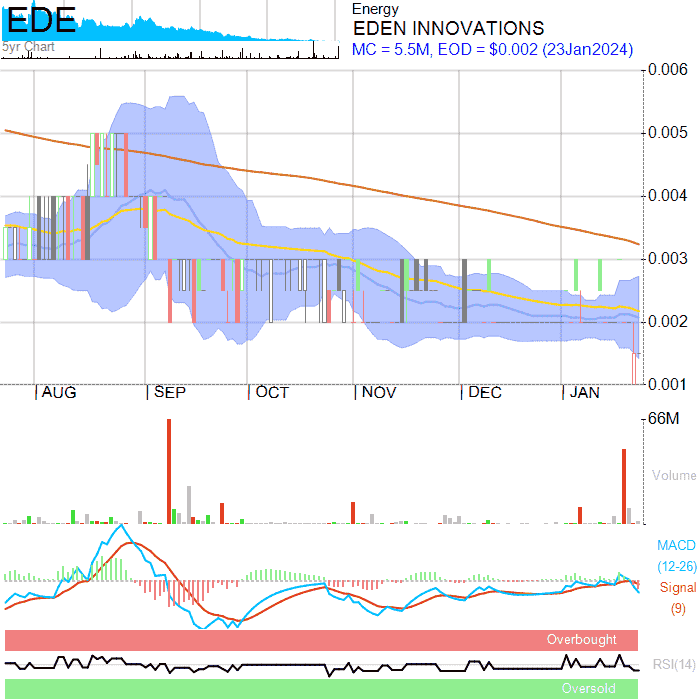 EDE
5yr Chart
Energy
EDEN INNOVATIONS
MC = 5.5M, EOD = $0.002 (23Jan2024)
0.006
0.005
0.004
0.003
0.002
0.001
AUG SEP OCT NOV DEC JAN
66M
Volume
MACD
(12-26)
Signal
(9)
Overbought
RSI(14)
Oversold